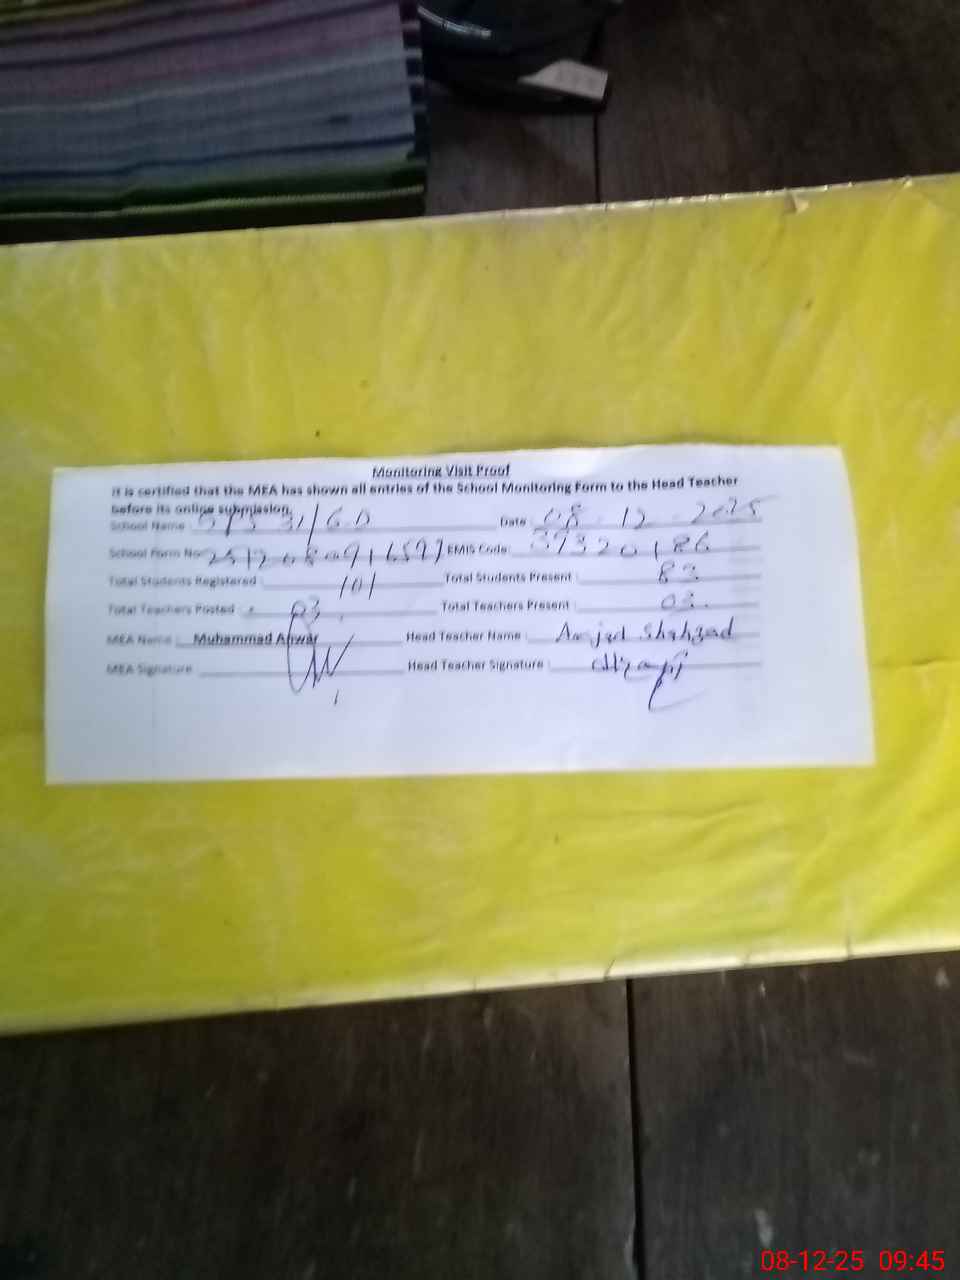 Monitoring Visit Proof
It is certified that the MEA has shown all entries of the School Monitoring Form to the Head Teacher
before its online submission.
School Name 31/G.D Date 08-12-2025
School Form No EMIS Code 39320186
Total Students Registered 101 Total Students Present 83
Total Teachers Posted 03 Total Teachers Present 03
MEA Name Muhammad Anwar Head Teacher Name Amjad Shahzad
MEA Signature Head Teacher Signature
08-12-25 09:45